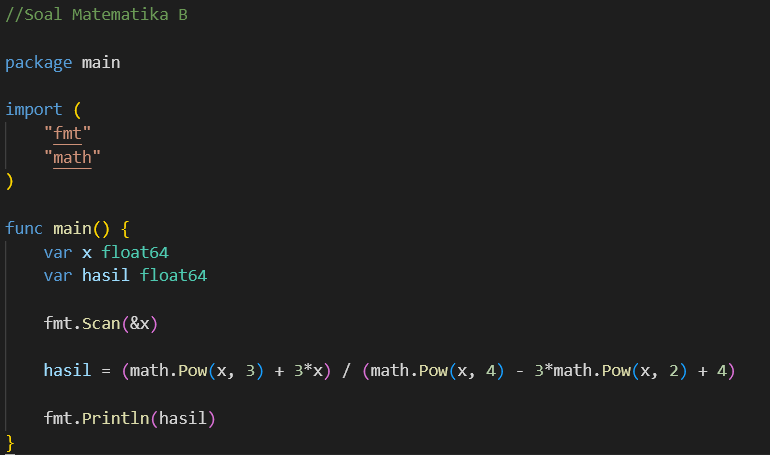 //Soal Matematika B
package main
import (
"fmt"
"math"
)
func main() {
var x float64
var hasil float64
fmt.Scan(&x)
hasil = (math.Pow(x, 3) + 3*x) / (math.Pow(x, 4) - 3*math.Pow(x, 2) + 4)
fmt.Println(hasil)
}